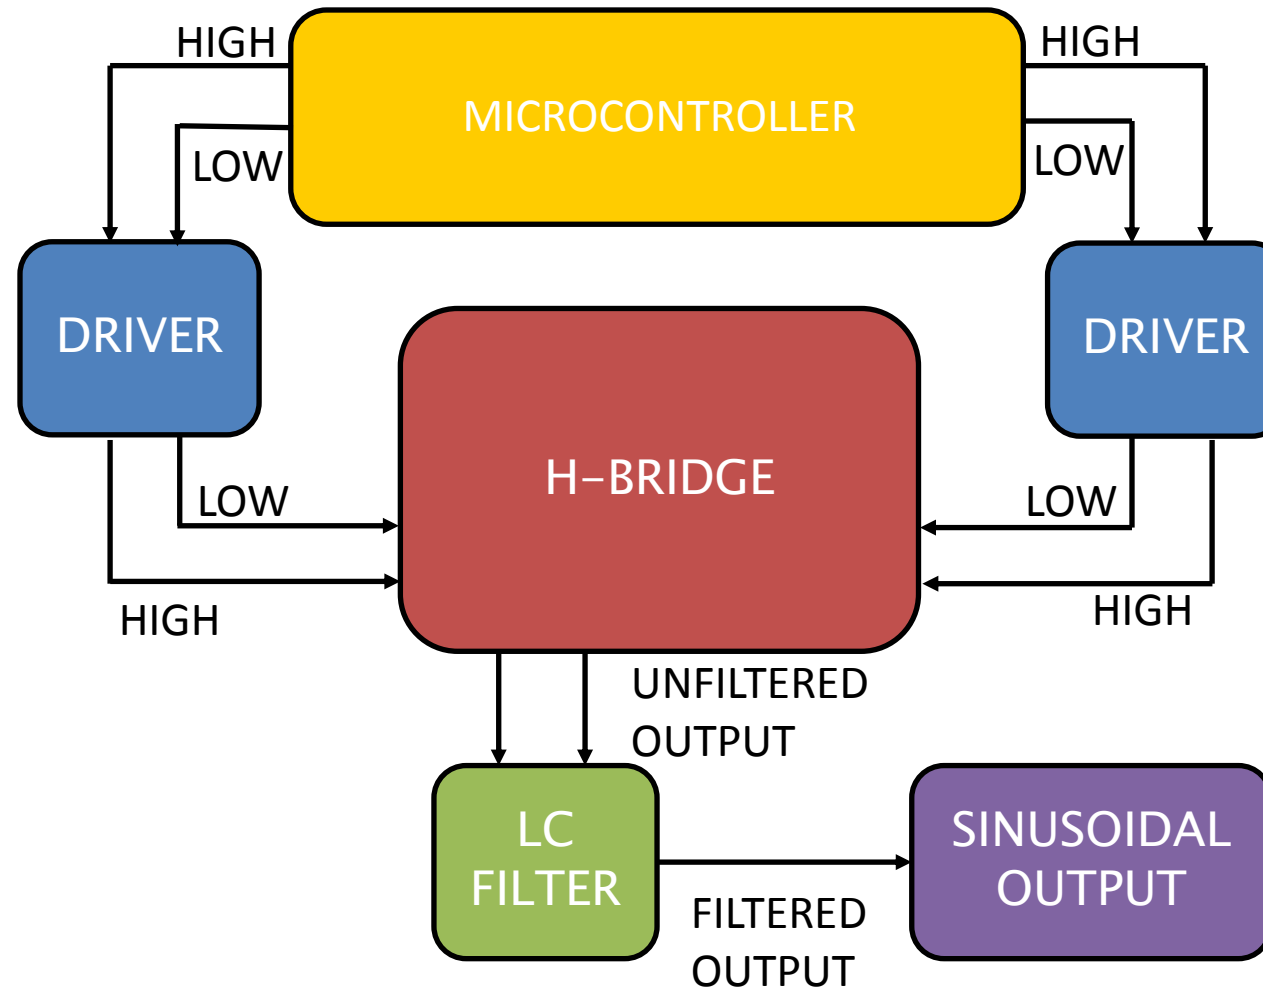 HIGH
HIGH
MICROCONTROLLER
LOW
LOW
DRIVER
DRIVER
H-BRIDGE
LOW
LOW
HIGH
HIGH
UNFILTERED
OUTPUT
LC
FILTER
SINUSOIDAL
OUTPUT
FILTERED
OUTPUT